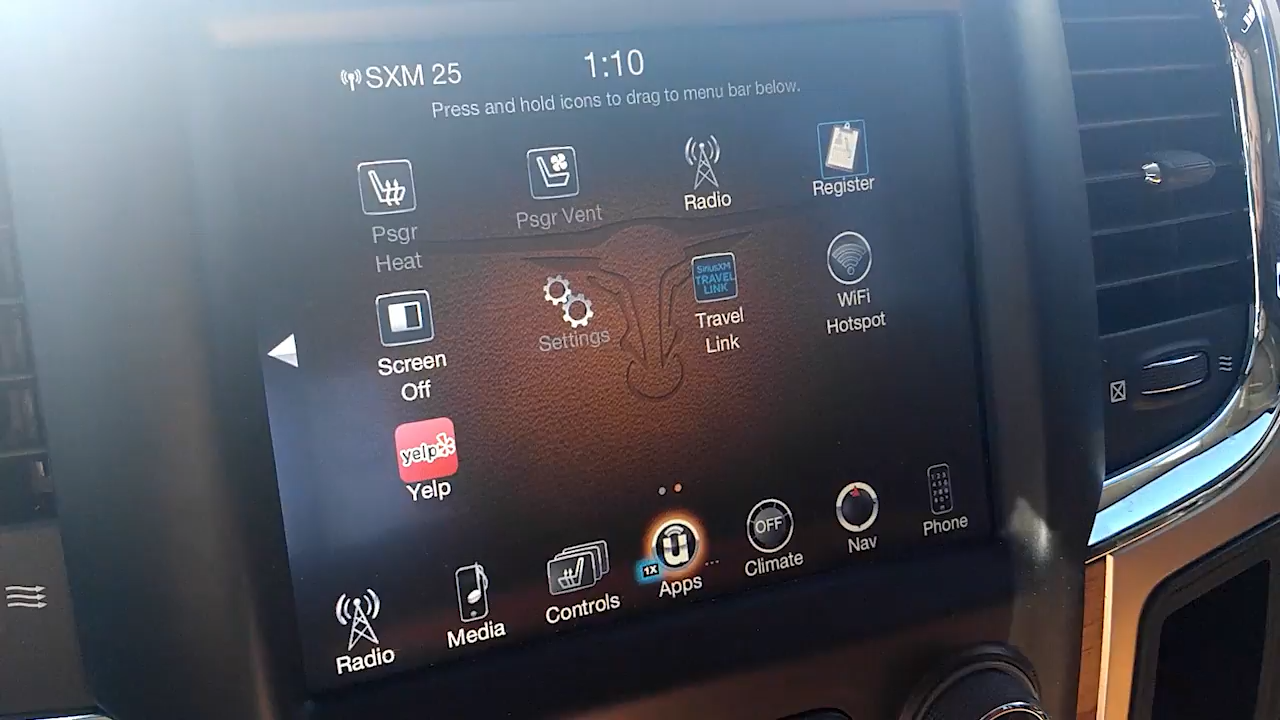 SXM 25
1:10
Press and hold icons to drag to menu bar below.
Psgr
Heat
Psgr Vent
Radio
Register
Screen
Off
Settings
SiriusXM
TRAVEL
LINK
Travel
Link
WiFi
Hotspot
yelp
Yelp
Radio
Media
Controls
1X
Apps
OFF
Climate
Nav
Phone